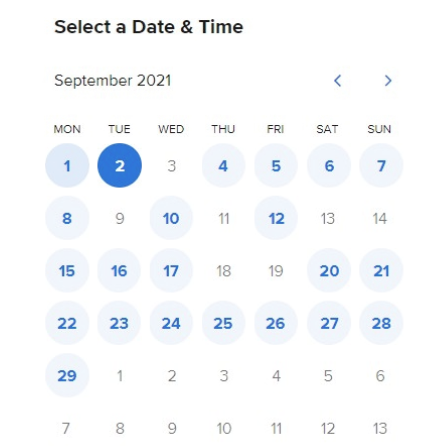 Select a Date & Time
September 2021
MON TUE WED THU FRI SAT SUN
1 2 3 4 5 6 7
8 9 10 11 12 13 14
15 16 17 18 19 20 21
22 23 24 25 26 27 28
29 1 2 3 4 5 6
7 8 9 10 11 12 13